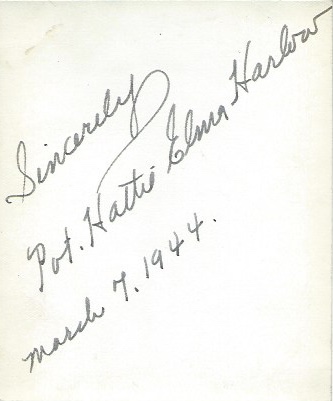 Sincerely
Pvt. Hattie Elma Harlow
March 7, 1944.